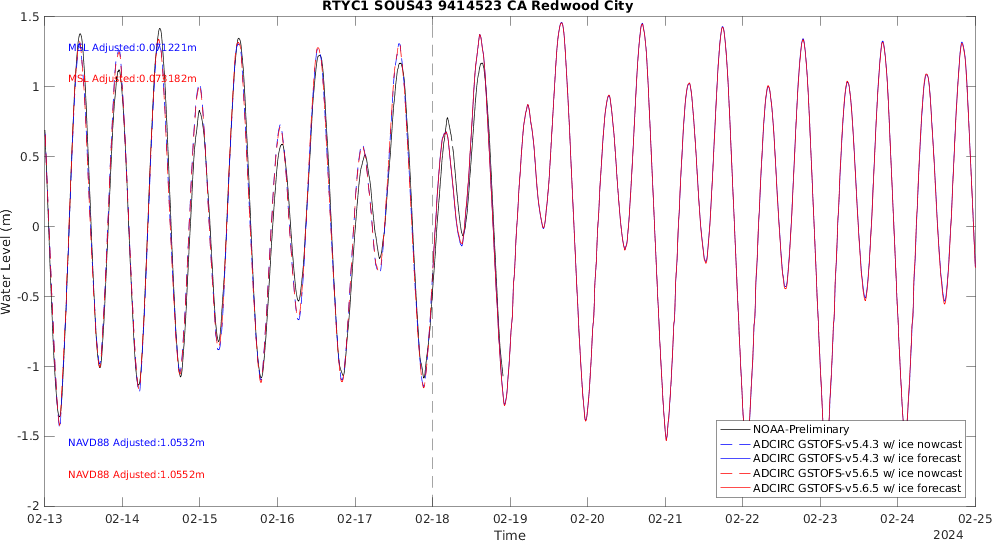 RTYC1 SOUS43 9414523 CA Redwood City
1.5
1
0.5
0
-0.5
-1
-1.5
-2
Water Level (m)
MSL Adjusted:0.071221m
MSL Adjusted:0.073182m
NAVD88 Adjusted:1.0532m
NAVD88 Adjusted:1.0552m
NOAA-Preliminary
ADCIRC GSTOFS-v5.4.3 w/ ice nowcast
ADCIRC GSTOFS-v5.4.3 w/ ice forecast
ADCIRC GSTOFS-v5.6.5 w/ ice nowcast
ADCIRC GSTOFS-v5.6.5 w/ ice forecast
02-13 02-14 02-15 02-16 02-17 02-18 02-19 02-20 02-21 02-22 02-23 02-24 02-25
Time
2024